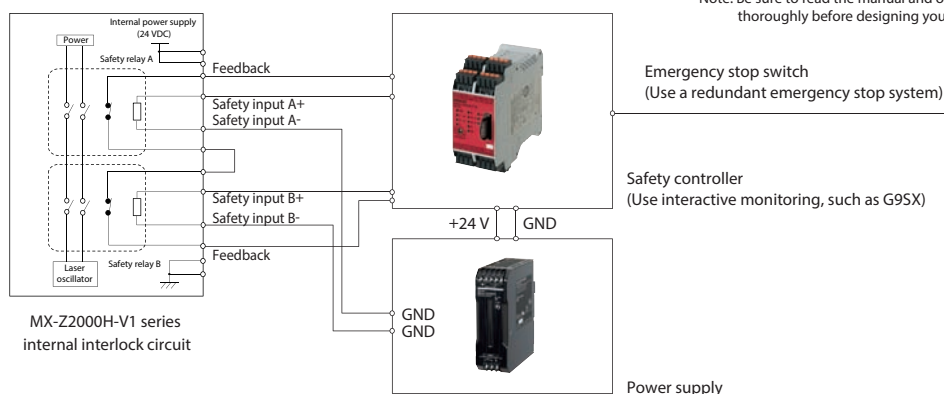 Note: Be sure to read the manual and o
thoroughly before designing you
Internal power supply
(24 VDC)
Power
Safety relay A
Feedback
Safety input A+
Safety input A-
Safety input B+
Safety input B-
Feedback
Safety relay B
Laser
oscillator
MX-Z2000H-V1 series
internal interlock circuit
Emergency stop switch
(Use a redundant emergency stop system)
Safety controller
(Use interactive monitoring, such as G9SX)
+24 V
GND
GND
GND
Power supply